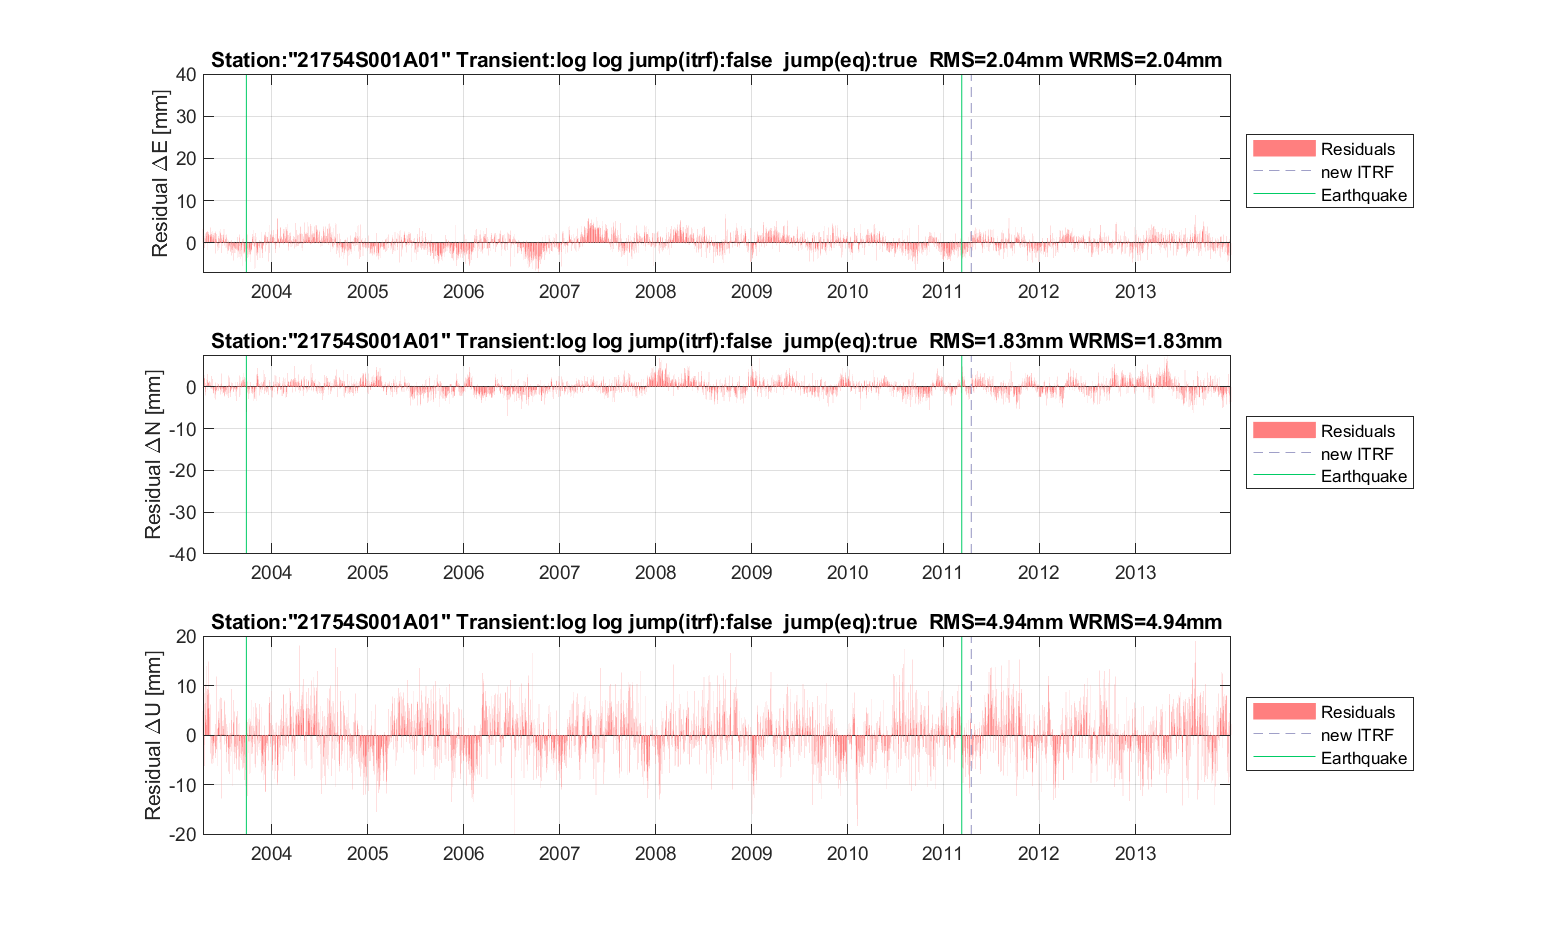 Station:"21754S001A01" Transient:log log jump(itrf):false  jump(eq):true  RMS=2.04mm WRMS=2.04mm
Residual ΔE [mm]
40
30
20
10
0
2004 2005 2006 2007 2008 2009 2010 2011 2012 2013
Residuals
new ITRF
Earthquake
Station:"21754S001A01" Transient:log log jump(itrf):false  jump(eq):true  RMS=1.83mm WRMS=1.83mm
Residual ΔN [mm]
0
-10
-20
-30
-40
2004 2005 2006 2007 2008 2009 2010 2011 2012 2013
Residuals
new ITRF
Earthquake
Station:"21754S001A01" Transient:log log jump(itrf):false  jump(eq):true  RMS=4.94mm WRMS=4.94mm
Residual ΔU [mm]
20
10
0
-10
-20
2004 2005 2006 2007 2008 2009 2010 2011 2012 2013
Residuals
new ITRF
Earthquake